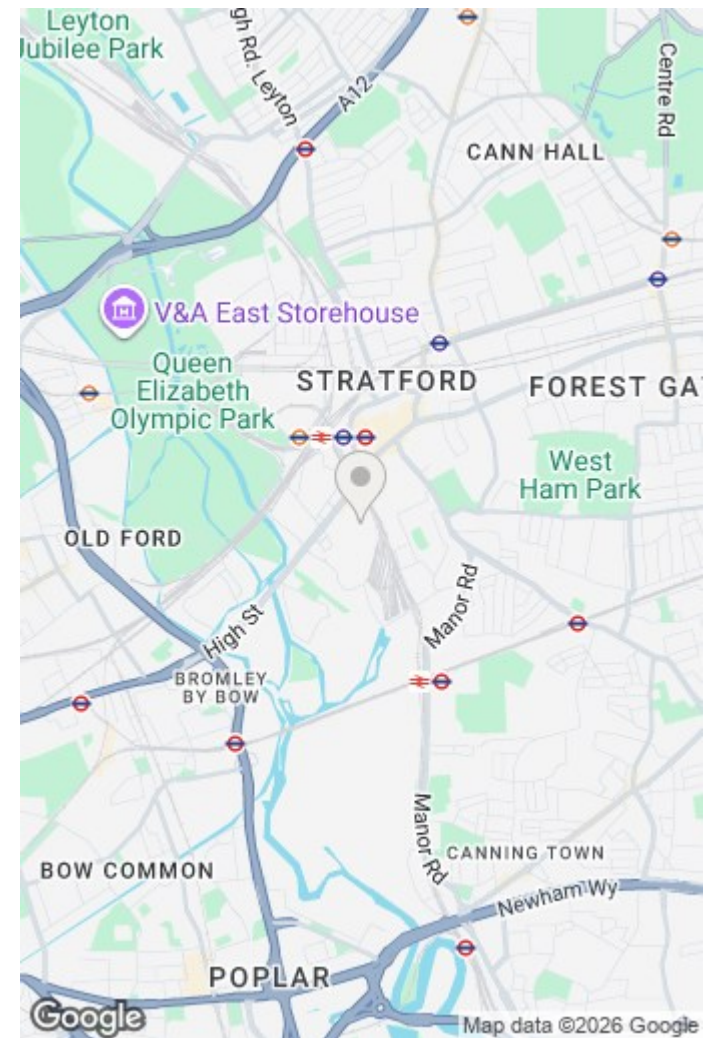 Leyton
Jubilee Park
gh Rd. Leyton
A12
Centre Rd
CANN HALL
V&A East Storehouse
Queen
Elizabeth
Olympic Park
STRATFORD
FOREST GA
West
Ham Park
OLD FORD
High St
Manor Rd
BROMLEY
BY BOW
Manor Rd
CANNING TOWN
BOW COMMON
Newham Wy
POPLAR
Google
Map data ©2026 Google